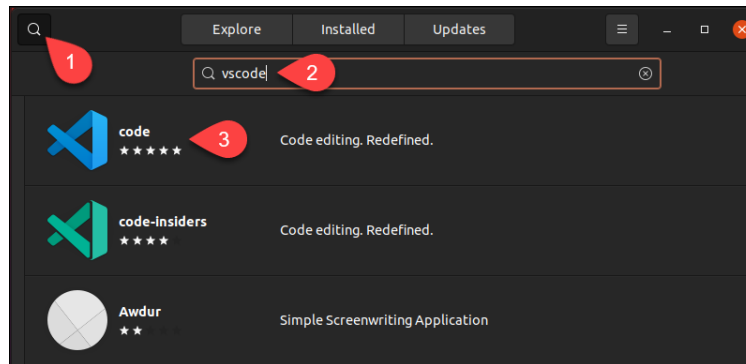 Explore Installed Updates
1
vscode 2
code
3
Code editing. Redefined.
code-insiders
Code editing. Redefined.
Awdur
Simple Screenwriting Application